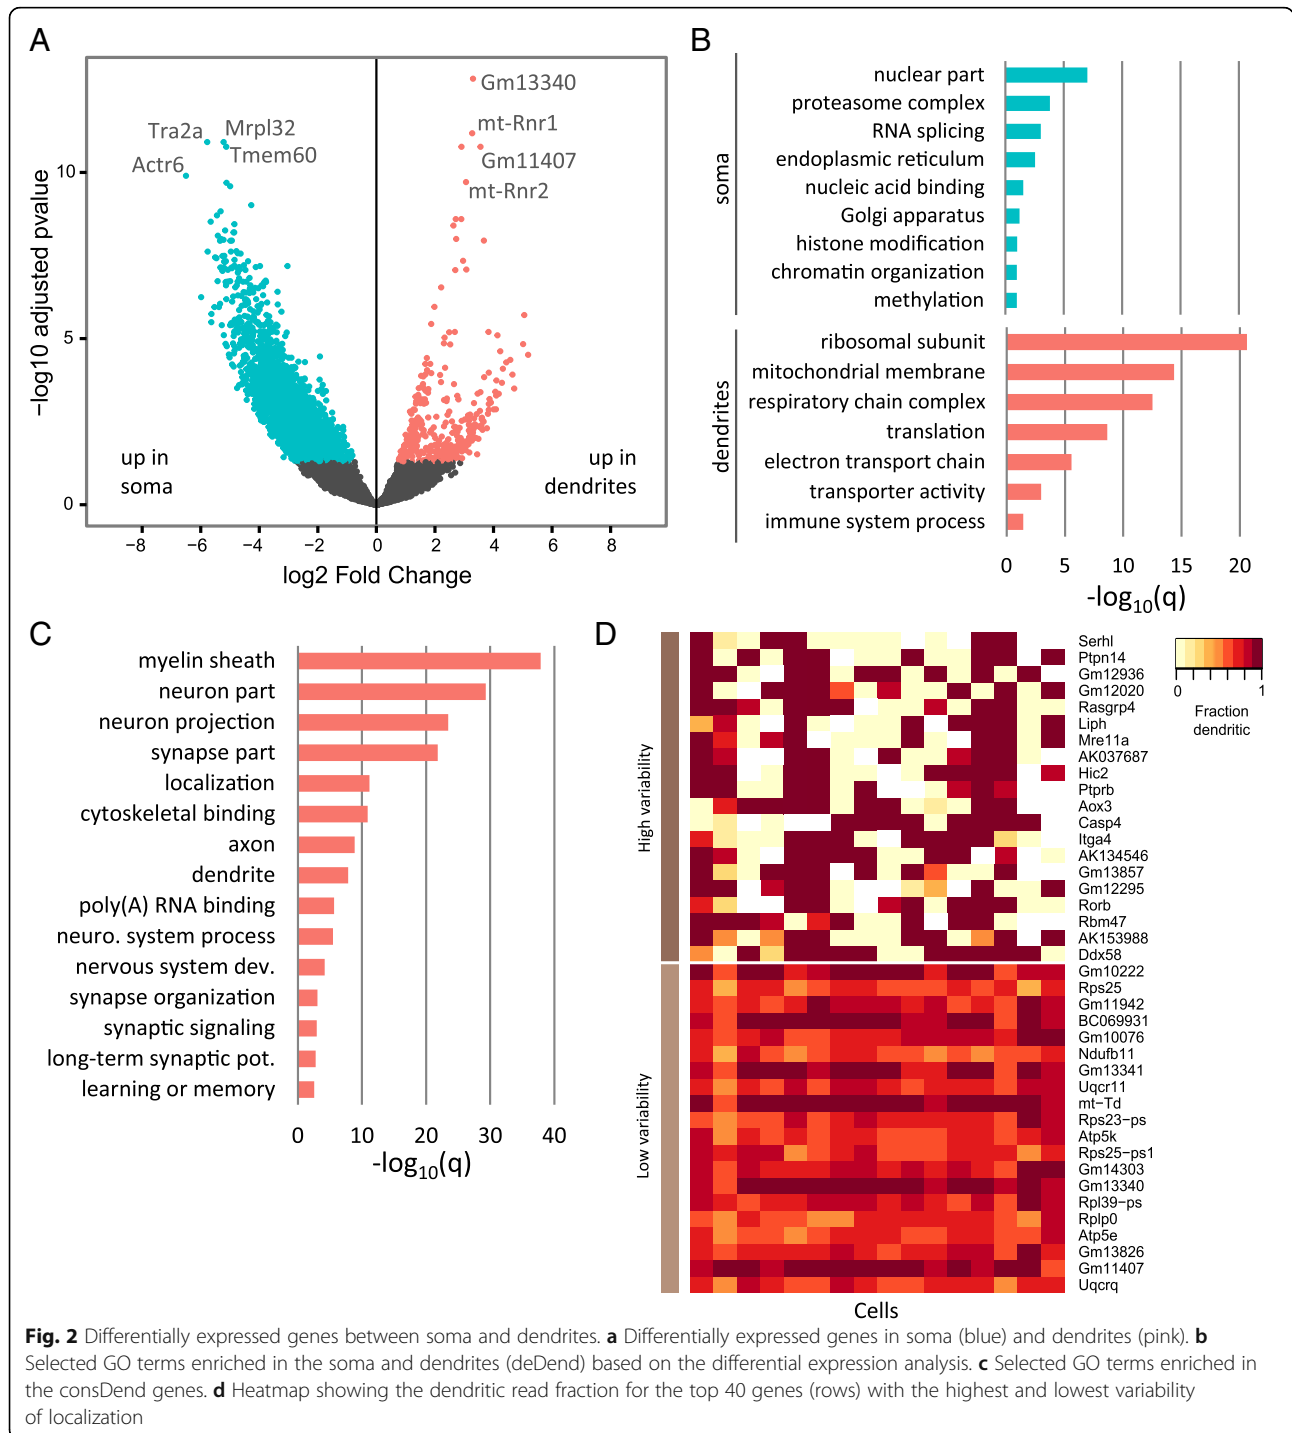 A
−log10 adjusted pvalue
10
5
0
Gm13340
mt-Rnr1
Gm11407
mt-Rnr2
Tra2a
Mrpl32
Tmem60
Actr6
up in
soma
up in
dendrites
−8 −6 −4 −2 0 2 4 6 8
log2 Fold Change
B
soma
nuclear part
proteasome complex
RNA splicing
endoplasmic reticulum
nucleic acid binding
Golgi apparatus
histone modification
chromatin organization
methylation
dendrites
ribosomal subunit
mitochondrial membrane
respiratory chain complex
translation
electron transport chain
transporter activity
immune system process
0 5 10 15 20
-log10(q)
C
myelin sheath
neuron part
neuron projection
synapse part
localization
cytoskeletal binding
axon
dendrite
poly(A) RNA binding
neuro. system process
nervous system dev.
synapse organization
synaptic signaling
long-term synaptic pot.
learning or memory
0 10 20 30 40
-log10(q)
D
High variability
Low variability
Serhl
Ptpn14
Gm12936
Gm12020
Rasgrp4
Liph
Mre11a
AK037687
Hic2
Ptprb
Aox3
Casp4
Itga4
AK134546
Gm13857
Gm12295
Rorb
Rbm47
AK153988
Ddx58
Gm10222
Rps25
Gm11942
BC069931
Gm10076
Ndufb11
Gm13341
Uqcr11
mt−Td
Rps23−ps
Atp5k
Rps25−ps1
Gm14303
Gm13340
Rpl39−ps
Rplp0
Atp5e
Gm13826
Gm11407
Uqcrq
Cells
0 1
Fraction
dendritic
Fig. 2 Differentially expressed genes between soma and dendrites. a Differentially expressed genes in soma (blue) and dendrites (pink). b
Selected GO terms enriched in the soma and dendrites (deDend) based on the differential expression analysis. c Selected GO terms enriched in
the consDend genes. d Heatmap showing the dendritic read fraction for the top 40 genes (rows) with the highest and lowest variability
of localization